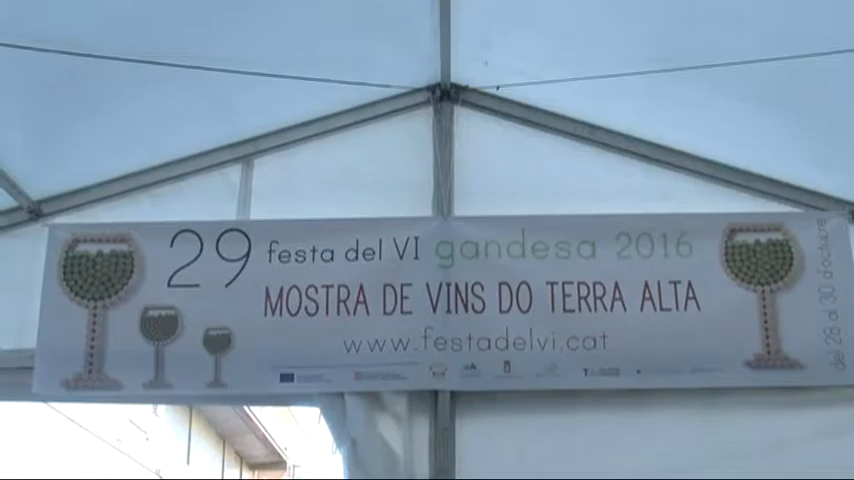 29 festa del VI gandesa 2016
MOSTRA DE VINS DO TERRA ALTA
www.festadelvi.cat
del 28 al 30 d'octubre